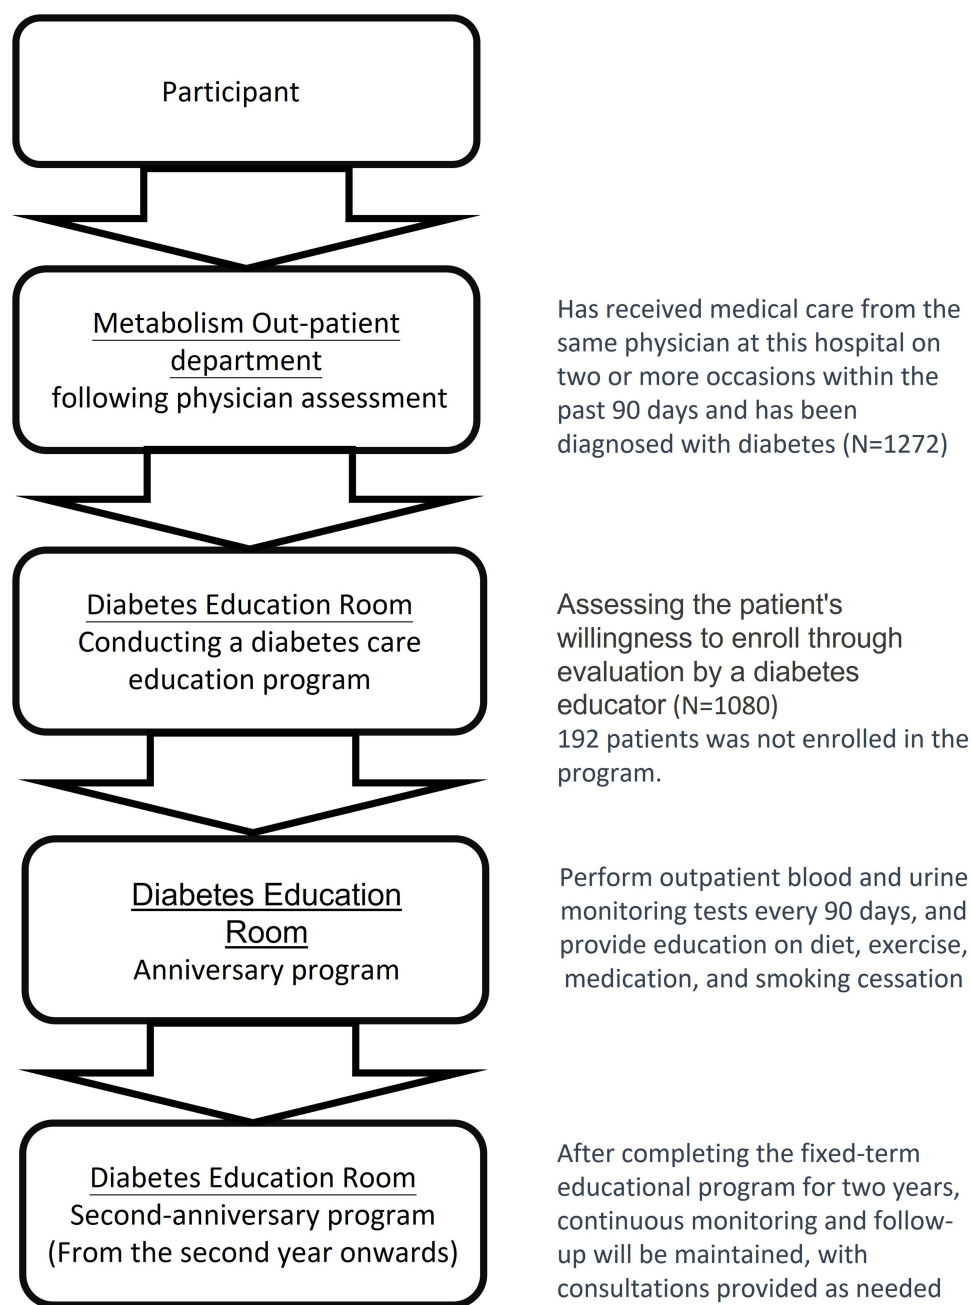 Participant
Metabolism Out-patient
department
following physician assessment
Has received medical care from the
same physician at this hospital on
two or more occasions within the
past 90 days and has been
diagnosed with diabetes (N=1272)
Diabetes Education Room
Conducting a diabetes care
education program
Assessing the patient's
willingness to enroll through
evaluation by a diabetes
educator (N=1080)
192 patients was not enrolled in the
program.
Diabetes Education
Room
Anniversary program
Perform outpatient blood and urine
monitoring tests every 90 days, and
provide education on diet, exercise,
medication, and smoking cessation
Diabetes Education Room
Second-anniversary program
(From the second year onwards)
After completing the fixed-term
educational program for two years,
continuous monitoring and follow-
up will be maintained, with
consultations provided as needed